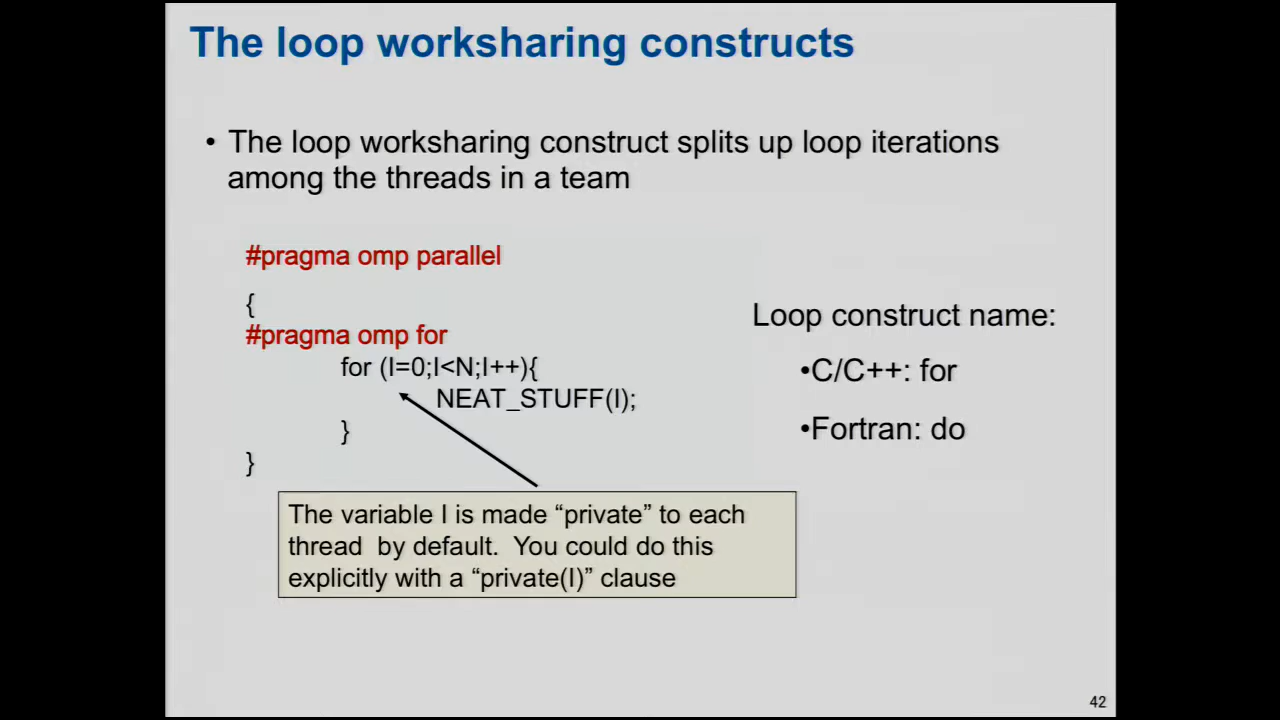 The loop worksharing constructs
• The loop worksharing construct splits up loop iterations
among the threads in a team
#pragma omp parallel
{
#pragma omp for
for (I=0;I<N;I++){
NEAT_STUFF(I);
}
}
Loop construct name:
•C/C++: for
•Fortran: do
The variable I is made “private” to each
thread by default. You could do this
explicitly with a “private(I)” clause
42